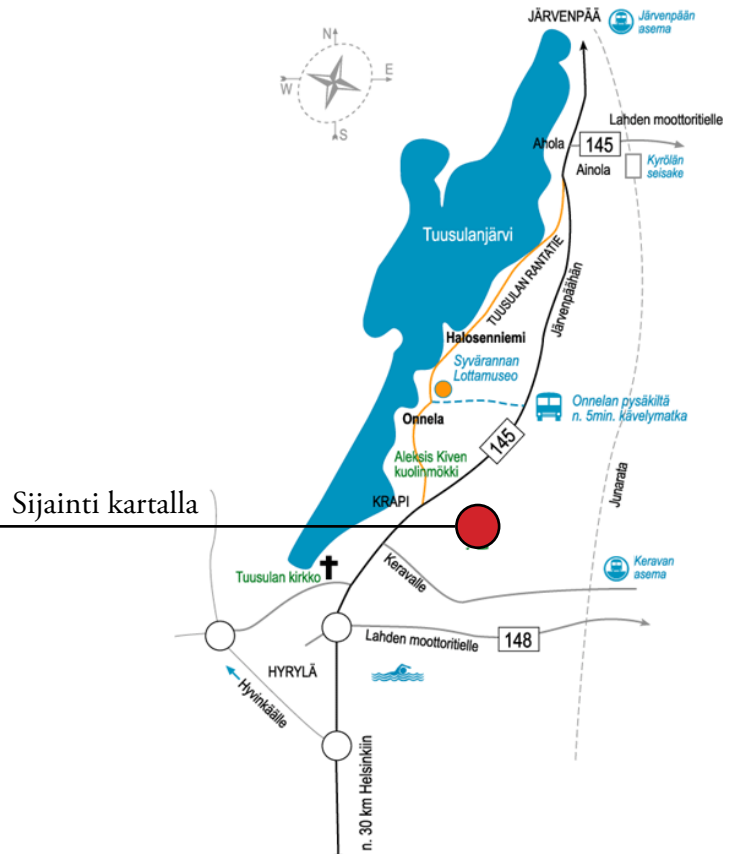 JÄRVENPÄÄ
Järvenpään
asema
N
E
W
S
Lahden moottoritielle
Ahola
145
Ainola
Kyrölän
seisake
Tuusulanjärvi
TUUSULAN RANTATIE
Järvenpäähän
Halosenniemi
Syvärannan
Lottamuseo
Onnelan pysäkiltä
n. 5min. kävelymatka
Onnela
145
Aleksis Kiven
kuolinmökki
Junarata
Sijainti kartalla
KRAPI
Keravalle
Keravan
asema
Tuusulan kirkko
Lahden moottoritielle
148
HYRYLÄ
Hyvinkäälle
n. 30 km Helsinkiin